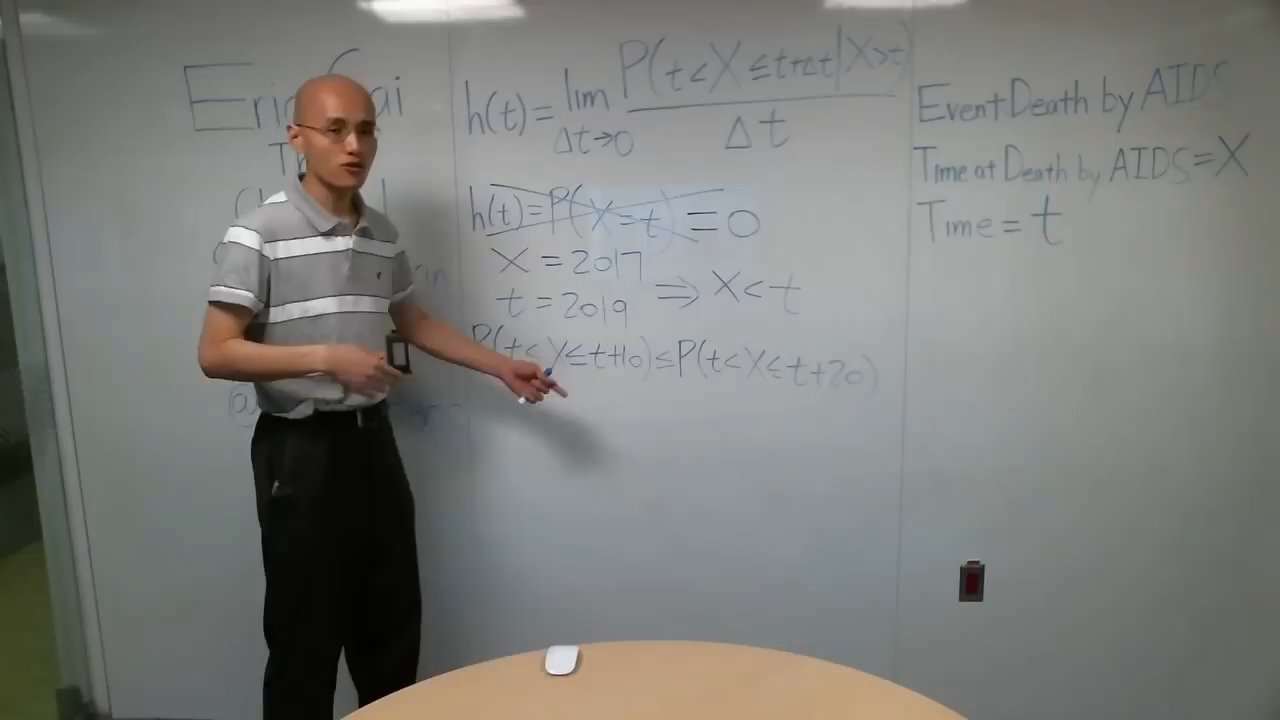 h(t) = lim Δt→0 P(t < X ≤ t+Δt | X > t) / Δt
h(t) = P(X = t) = 0
X = 2017
t = 2019 ⇒ X < t
P(t < X ≤ t+10) ≤ P(t < X ≤ t+20)
Event Death by AIDS
Time at Death by AIDS = X
Time = t